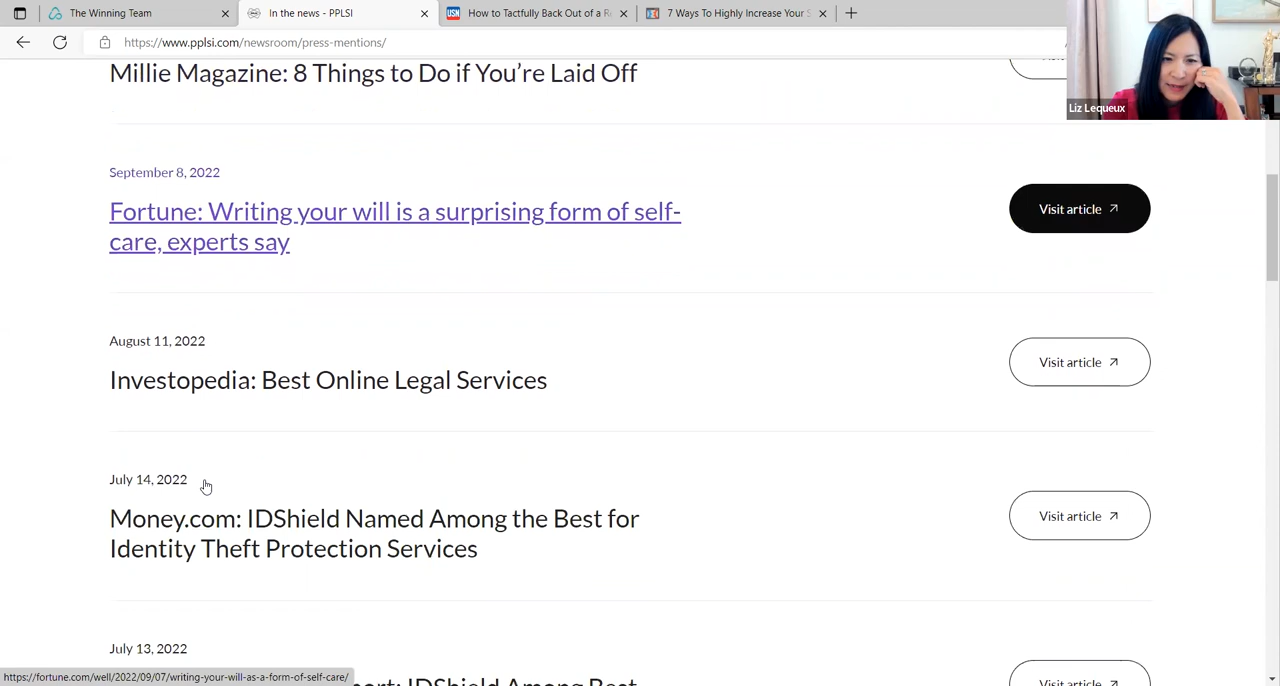 The Winning Team
In the news - PPLSI
How to Tactfully Back Out of a R
7 Ways To Highly Increase Your S
https://www.pplsi.com/newsroom/press-mentions/
Liz Lequeux
Millie Magazine: 8 Things to Do if You're Laid Off
September 8, 2022
Fortune: Writing your will is a surprising form of self-
care, experts say
Visit article
August 11, 2022
Investopedia: Best Online Legal Services
Visit article
July 14, 2022
Money.com: IDShield Named Among the Best for
Identity Theft Protection Services
Visit article
July 13, 2022
IDShield Among Best
Visit article
https://fortune.com/well/2022/09/07/writing-your-will-as-a-form-of-self-care/